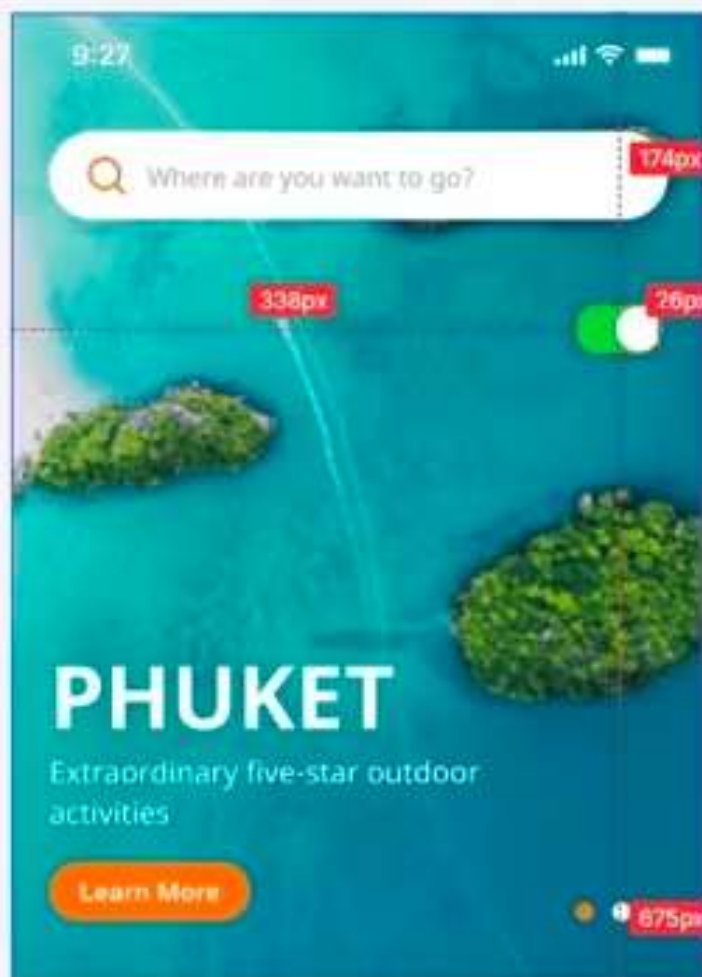 9:27
Where are you want to go?
174px
338px
26px
PHUKET
Extraordinary five-star outdoor
activities
Learn More
675px